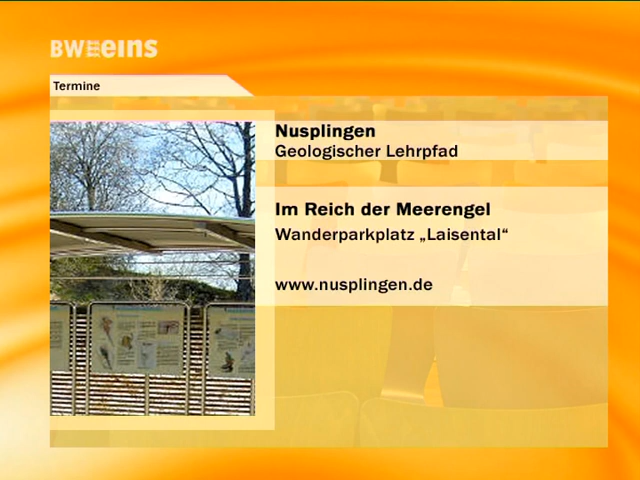 BW eins
Termine
Nusplingen
Geologischer Lehrpfad
Im Reich der Meerengel
Wanderparkplatz „Laisental“
www.nusplingen.de